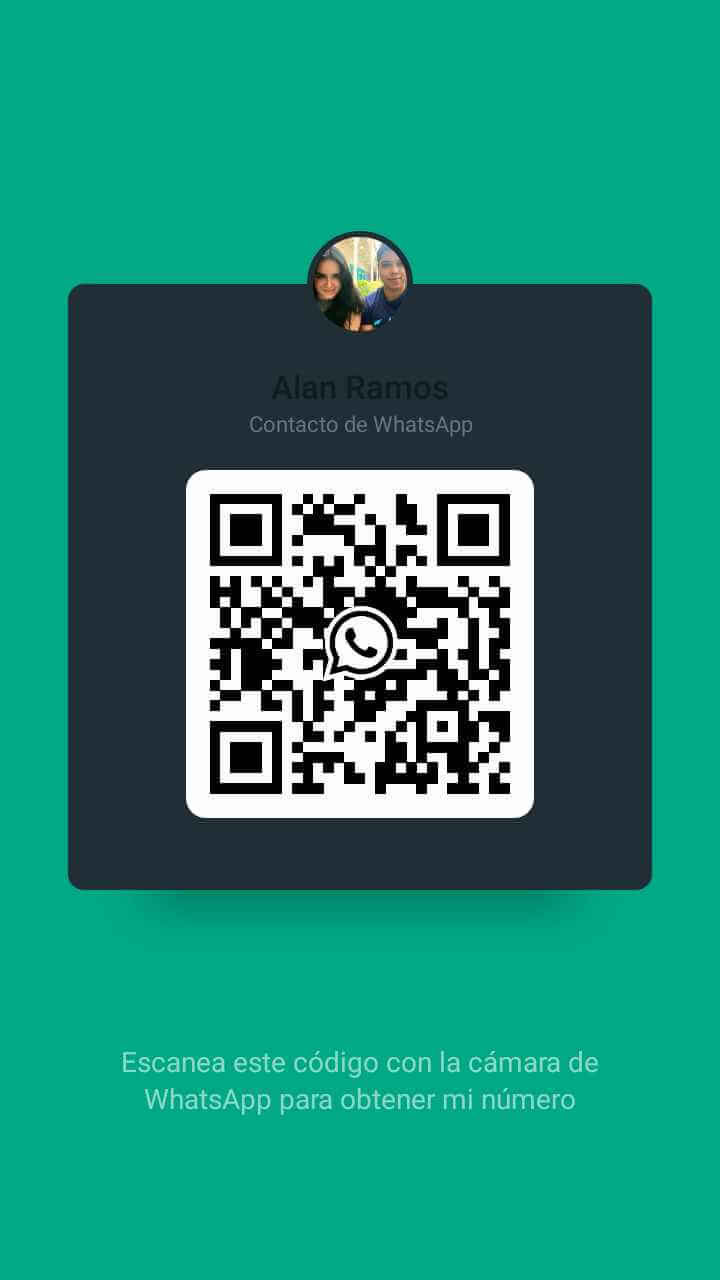 Alan Ramos
Contacto de WhatsApp
Escanea este código con la cámara de
WhatsApp para obtener mi número